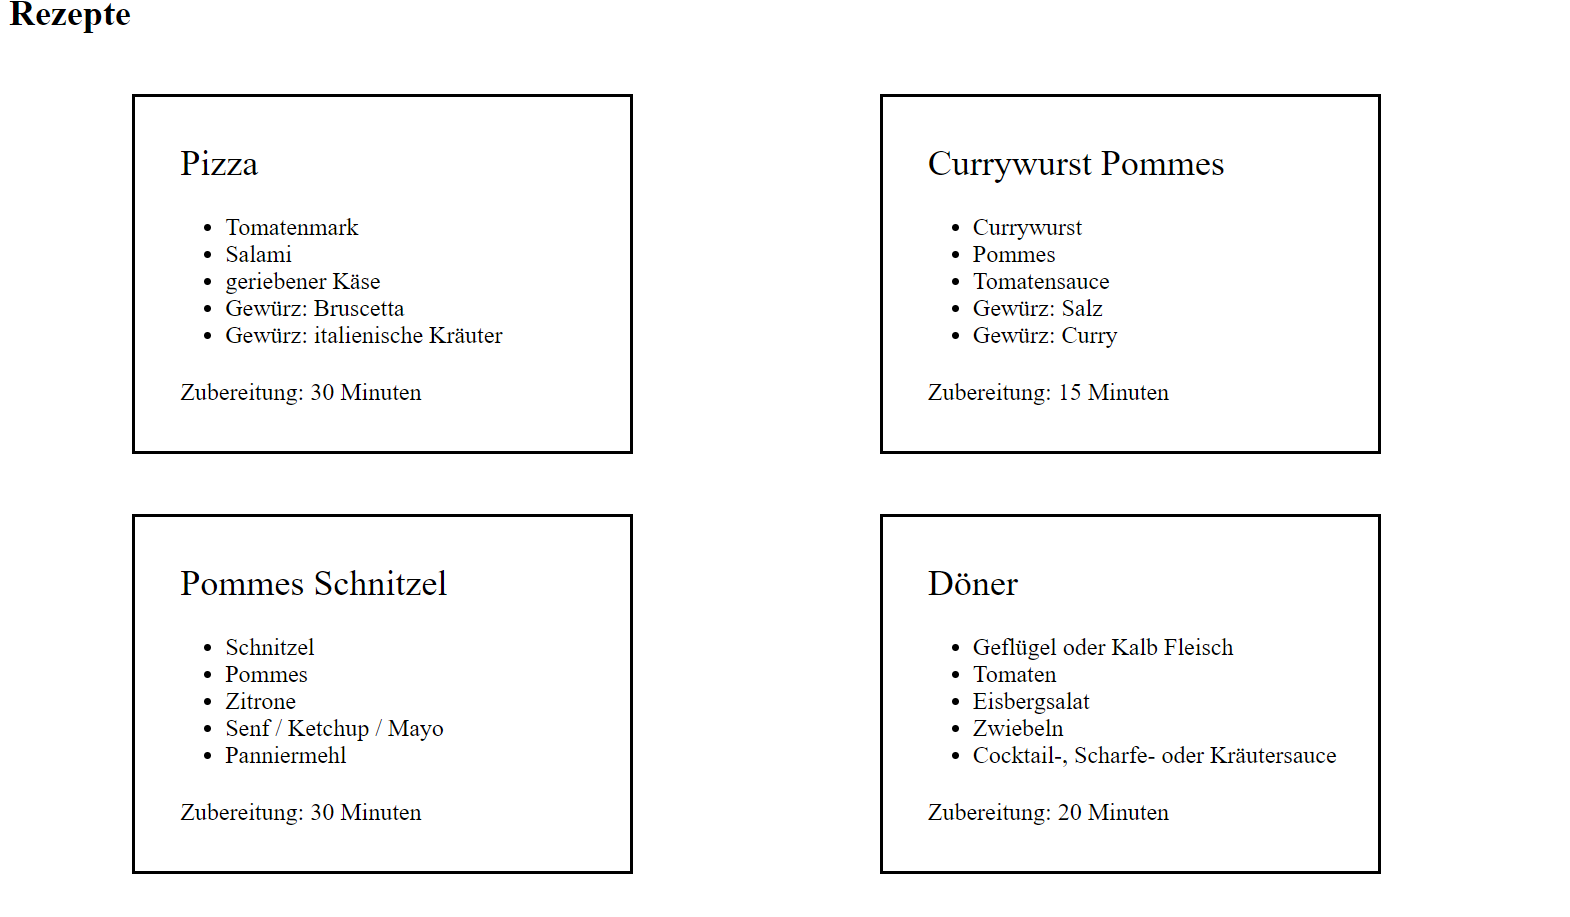 Rezepte
Pizza
Tomatenmark
Salami
geriebener Käse
Gewürz: Bruscetta
Gewürz: italienische Kräuter
Zubereitung: 30 Minuten
Currywurst Pommes
Currywurst
Pommes
Tomatensauce
Gewürz: Salz
Gewürz: Curry
Zubereitung: 15 Minuten
Pommes Schnitzel
Schnitzel
Pommes
Zitrone
Senf / Ketchup / Mayo
Panniermehl
Zubereitung: 30 Minuten
Döner
Geflügel oder Kalb Fleisch
Tomaten
Eisbergsalat
Zwiebeln
Cocktail-, Scharfe- oder Kräutersauce
Zubereitung: 20 Minuten